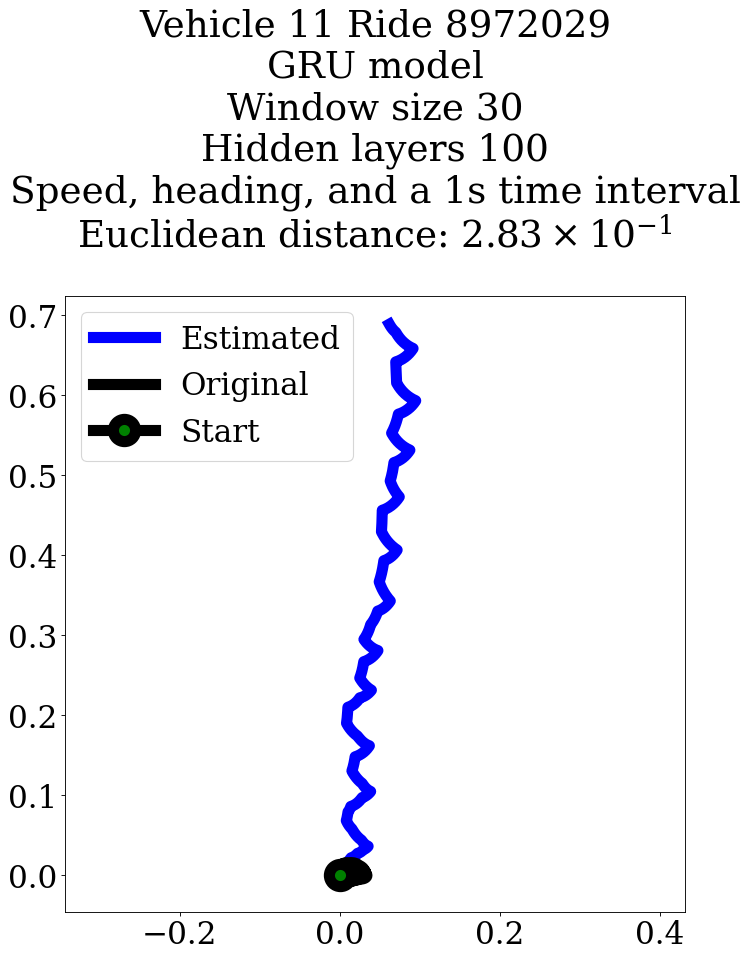 Vehicle 11 Ride 8972029
GRU model
Window size 30
Hidden layers 100
Speed, heading, and a 1s time interval
Euclidean distance: 2.83 × 10⁻¹
Estimated
Original
Start
0.7
0.6
0.5
0.4
0.3
0.2
0.1
0.0
−0.2
0.0
0.2
0.4